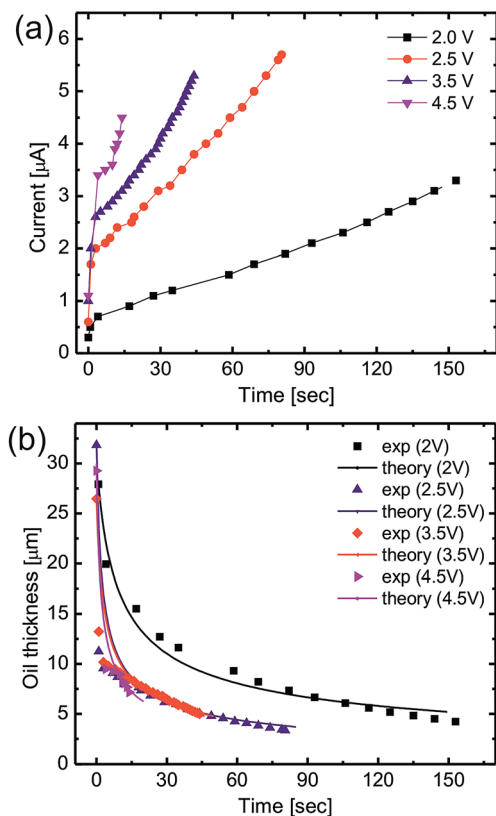 (a)
2.0 V
2.5 V
3.5 V
4.5 V
Current [μA]
6
5
4
3
2
1
0
0 30 60 90 120 150
Time [sec]
(b)
exp (2V)
theory (2V)
exp (2.5V)
theory (2.5V)
exp (3.5V)
theory (3.5V)
exp (4.5V)
theory (4.5V)
Oil thickness [μm]
30
25
20
15
10
5
0
0 30 60 90 120 150
Time [sec]